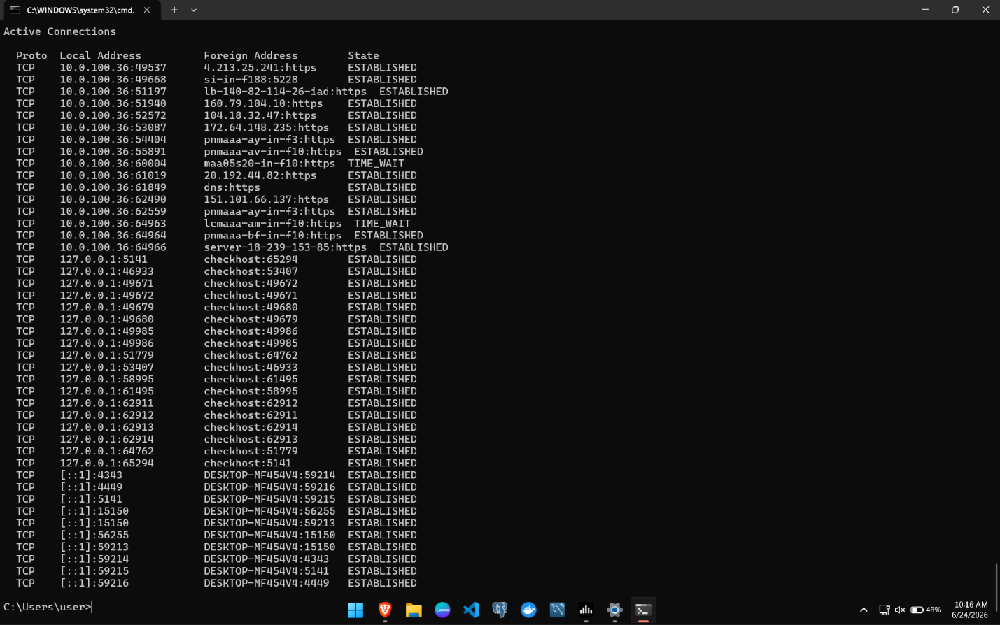 C:\WINDOWS\system32\cmd.
Active Connections
Proto  Local Address          Foreign Address        State
TCP    10.0.100.36:49537      4.213.25.241:https     ESTABLISHED
TCP    10.0.100.36:49668      si-in-f188:5228        ESTABLISHED
TCP    10.0.100.36:51197      lb-140-82-114-26-iad:https  ESTABLISHED
TCP    10.0.100.36:51940      160.79.104.10:https    ESTABLISHED
TCP    10.0.100.36:52572      104.18.32.47:https     ESTABLISHED
TCP    10.0.100.36:53087      172.64.148.235:https   ESTABLISHED
TCP    10.0.100.36:54404      pnmaaa-ay-in-f3:https  ESTABLISHED
TCP    10.0.100.36:55891      pnmaaa-av-in-f10:https  ESTABLISHED
TCP    10.0.100.36:60004      maa05s20-in-f10:https  TIME_WAIT
TCP    10.0.100.36:61019      20.192.44.82:https     ESTABLISHED
TCP    10.0.100.36:61849      dns:https              ESTABLISHED
TCP    10.0.100.36:62490      151.101.66.137:https   ESTABLISHED
TCP    10.0.100.36:62559      pnmaaa-ay-in-f3:https  ESTABLISHED
TCP    10.0.100.36:64963      lcmaaa-am-in-f10:https  TIME_WAIT
TCP    10.0.100.36:64964      pnmaaa-bf-in-f10:https  ESTABLISHED
TCP    10.0.100.36:64966      server-18-239-153-85:https  ESTABLISHED
TCP    127.0.0.1:5141         checkhost:65294        ESTABLISHED
TCP    127.0.0.1:46933        checkhost:53407        ESTABLISHED
TCP    127.0.0.1:49671        checkhost:49672        ESTABLISHED
TCP    127.0.0.1:49672        checkhost:49671        ESTABLISHED
TCP    127.0.0.1:49679        checkhost:49680        ESTABLISHED
TCP    127.0.0.1:49680        checkhost:49679        ESTABLISHED
TCP    127.0.0.1:49985        checkhost:49986        ESTABLISHED
TCP    127.0.0.1:49986        checkhost:49985        ESTABLISHED
TCP    127.0.0.1:51779        checkhost:64762        ESTABLISHED
TCP    127.0.0.1:53407        checkhost:46933        ESTABLISHED
TCP    127.0.0.1:58995        checkhost:61495        ESTABLISHED
TCP    127.0.0.1:61495        checkhost:58995        ESTABLISHED
TCP    127.0.0.1:62911        checkhost:62912        ESTABLISHED
TCP    127.0.0.1:62912        checkhost:62911        ESTABLISHED
TCP    127.0.0.1:62913        checkhost:62914        ESTABLISHED
TCP    127.0.0.1:62914        checkhost:62913        ESTABLISHED
TCP    127.0.0.1:64762        checkhost:51779        ESTABLISHED
TCP    127.0.0.1:65294        checkhost:5141         ESTABLISHED
TCP    [::1]:4343             DESKTOP-MF454V4:59214  ESTABLISHED
TCP    [::1]:4449             DESKTOP-MF454V4:59216  ESTABLISHED
TCP    [::1]:5141             DESKTOP-MF454V4:59215  ESTABLISHED
TCP    [::1]:15150            DESKTOP-MF454V4:56255  ESTABLISHED
TCP    [::1]:15150            DESKTOP-MF454V4:59213  ESTABLISHED
TCP    [::1]:56255            DESKTOP-MF454V4:15150  ESTABLISHED
TCP    [::1]:59213            DESKTOP-MF454V4:15150  ESTABLISHED
TCP    [::1]:59214            DESKTOP-MF454V4:4343   ESTABLISHED
TCP    [::1]:59215            DESKTOP-MF454V4:5141   ESTABLISHED
TCP    [::1]:59216            DESKTOP-MF454V4:4449   ESTABLISHED
C:\Users\user>
Canva
48%
10:16 AM
6/24/2026